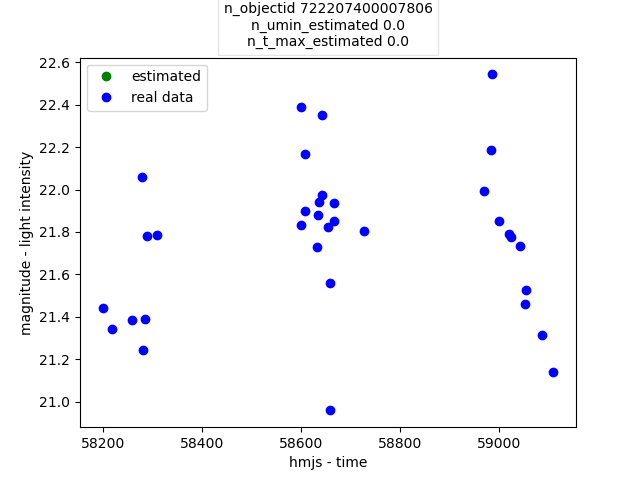 n_objectid 722207400007806
n_umin_estimated 0.0
n_t_max_estimated 0.0
estimated
real data
magnitude - light intensity
22.6
22.4
22.2
22.0
21.8
21.6
21.4
21.2
21.0
58200 58400 58600 58800 59000
hmjs - time